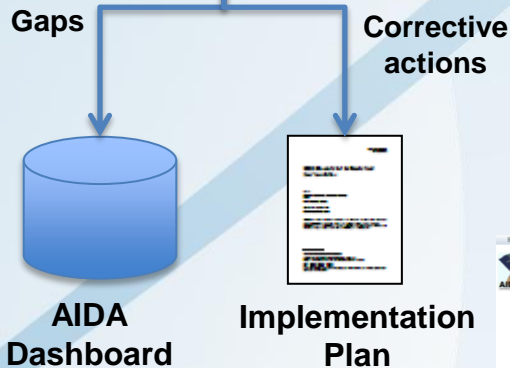 Gaps
Corrective
actions
AIDA
Dashboard
Implementation
Plan